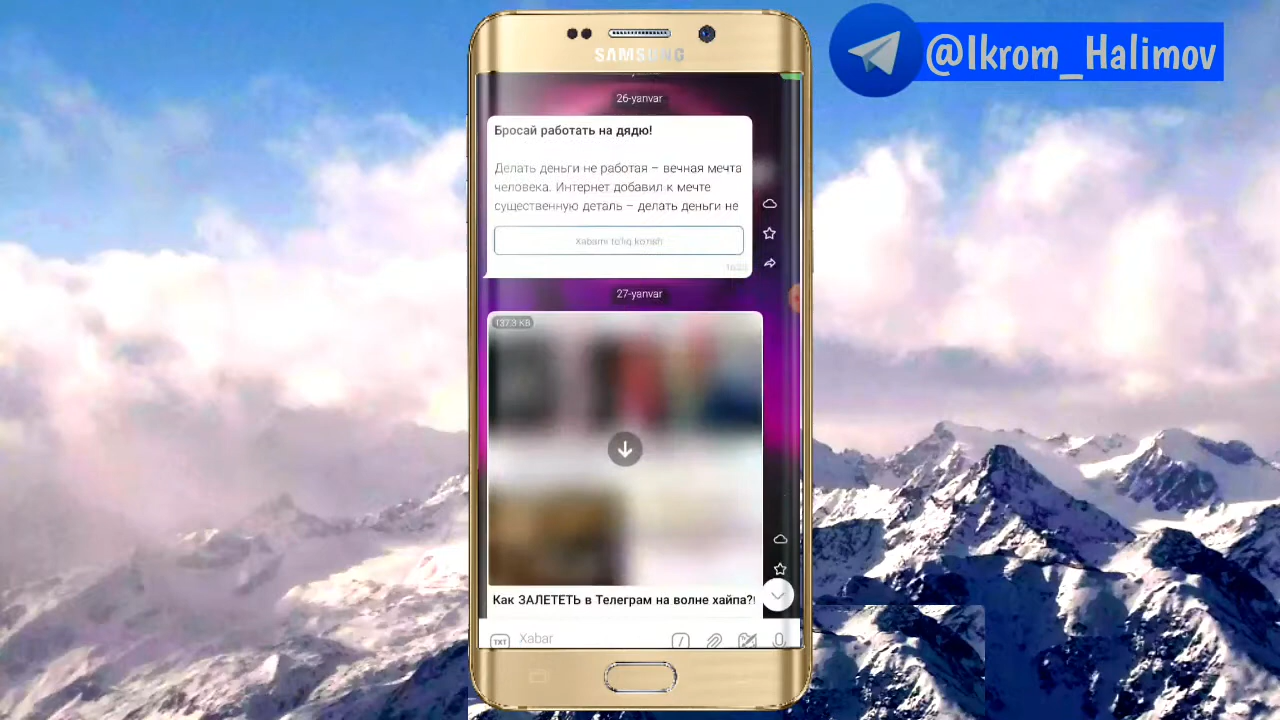 @Ikrom_Halimov
SAMSUNG
26-yanvar
Бросай работать на дядю!
Делать деньги не работая – вечная мечта
человека. Интернет добавил к мечте
существенную деталь – делать деньги не
Xabarni to'liq ko'rish
27-yanvar
137.3 KB
Как ЗАЛЕТЕТЬ в Телеграм на волне хайпа?!
TXT
Xabar